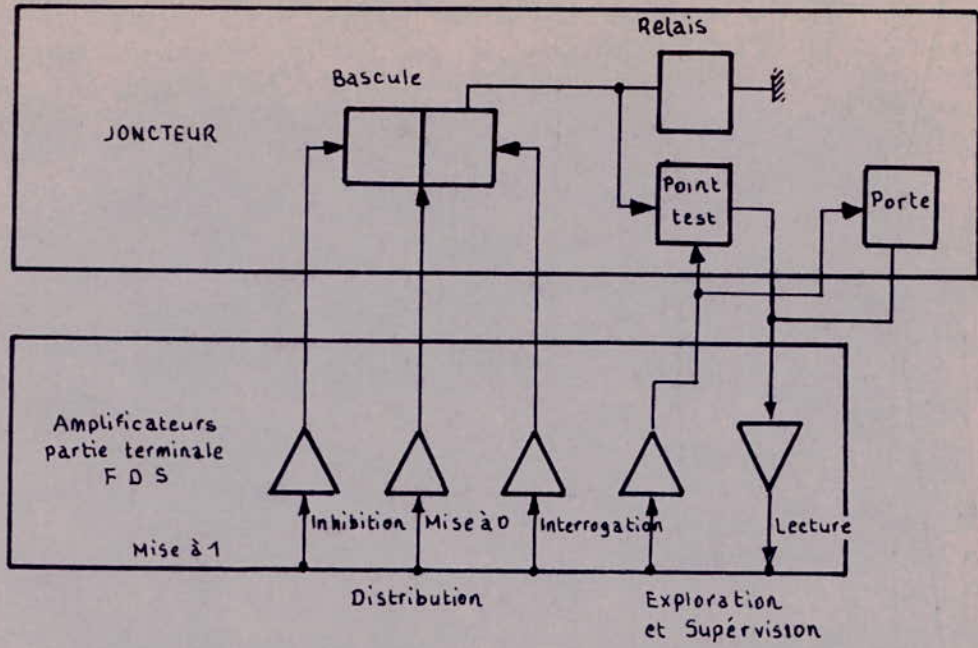 Relais
Bascule
JONCTEUR
Point
test
Porte
Amplificateurs
partie terminale
F D S
Inhibition
Mise à 0
Interrogation
Lecture
Mise à 1
Distribution
Exploration
et Supérvision